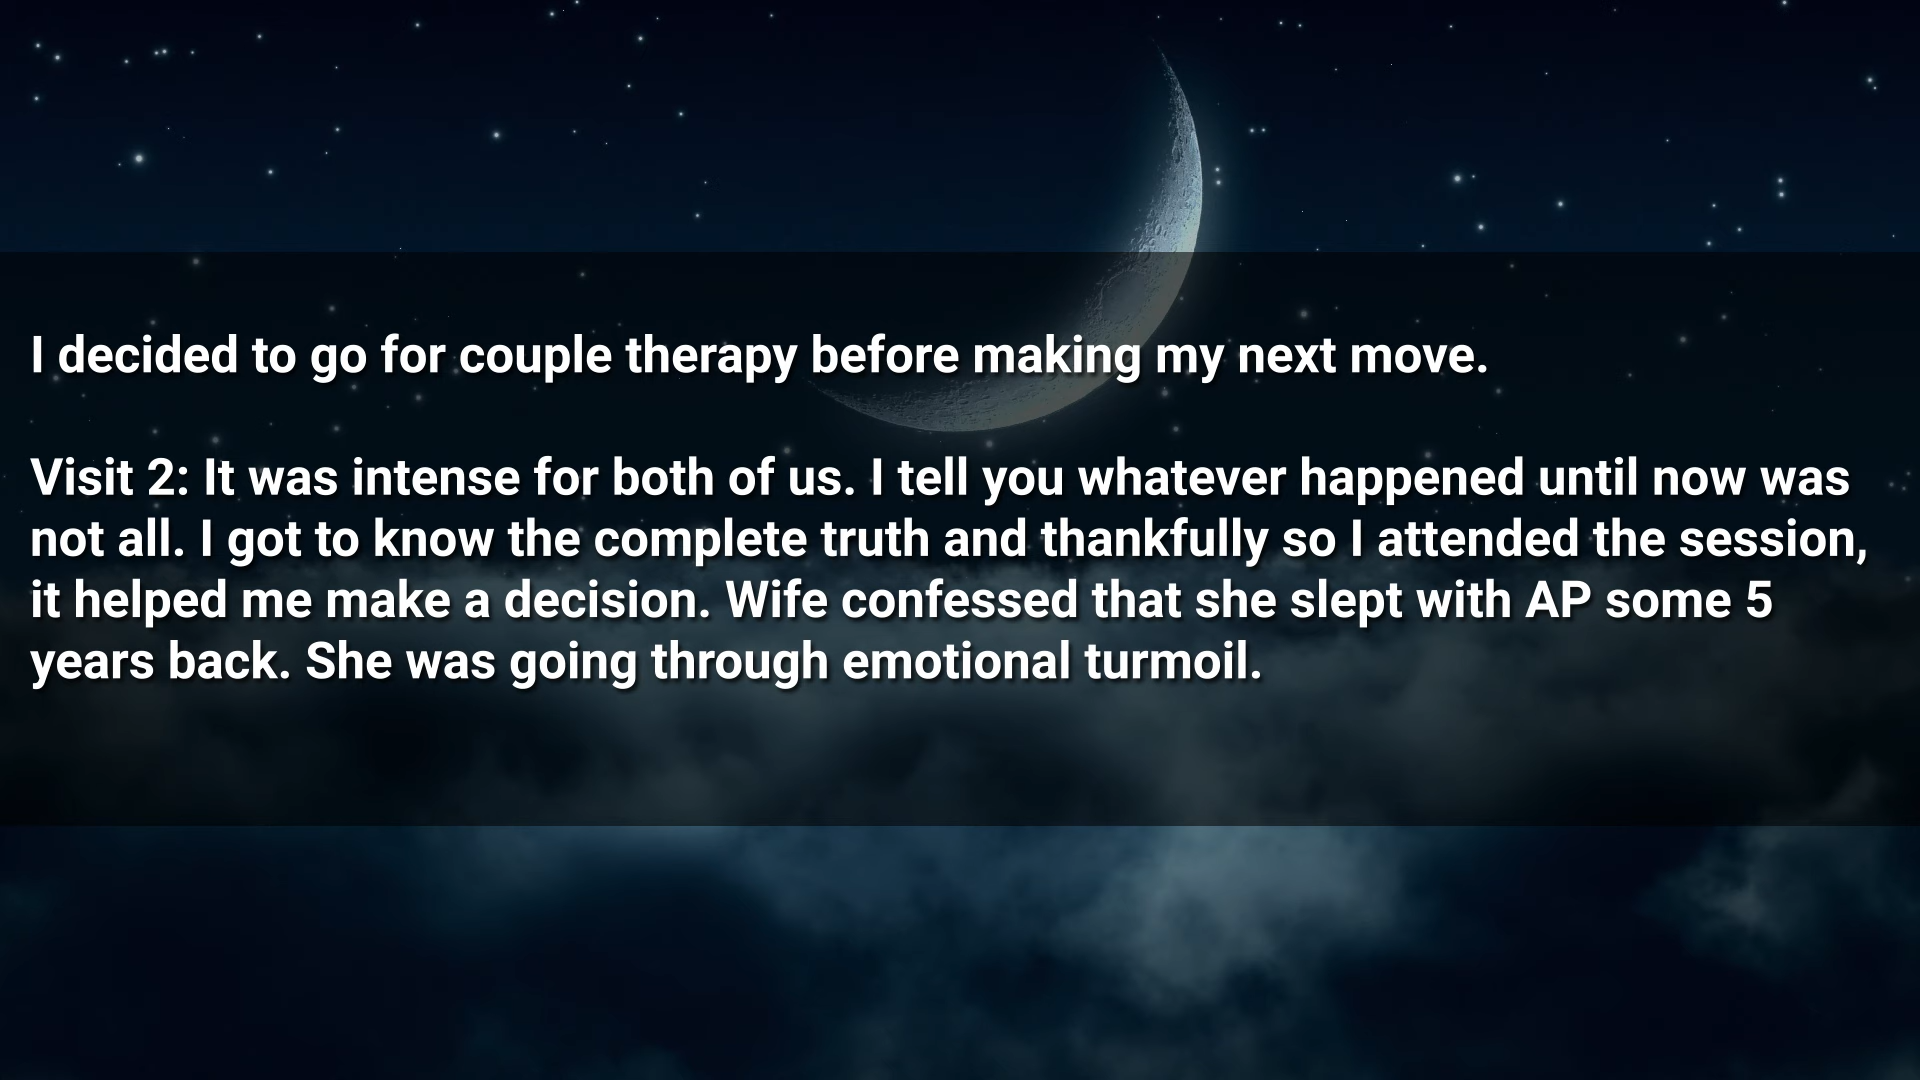 I decided to go for couple therapy before making my next move.
Visit 2: It was intense for both of us. I tell you whatever happened until now was
not all. I got to know the complete truth and thankfully so I attended the session,
it helped me make a decision. Wife confessed that she slept with AP some 5
years back. She was going through emotional turmoil.